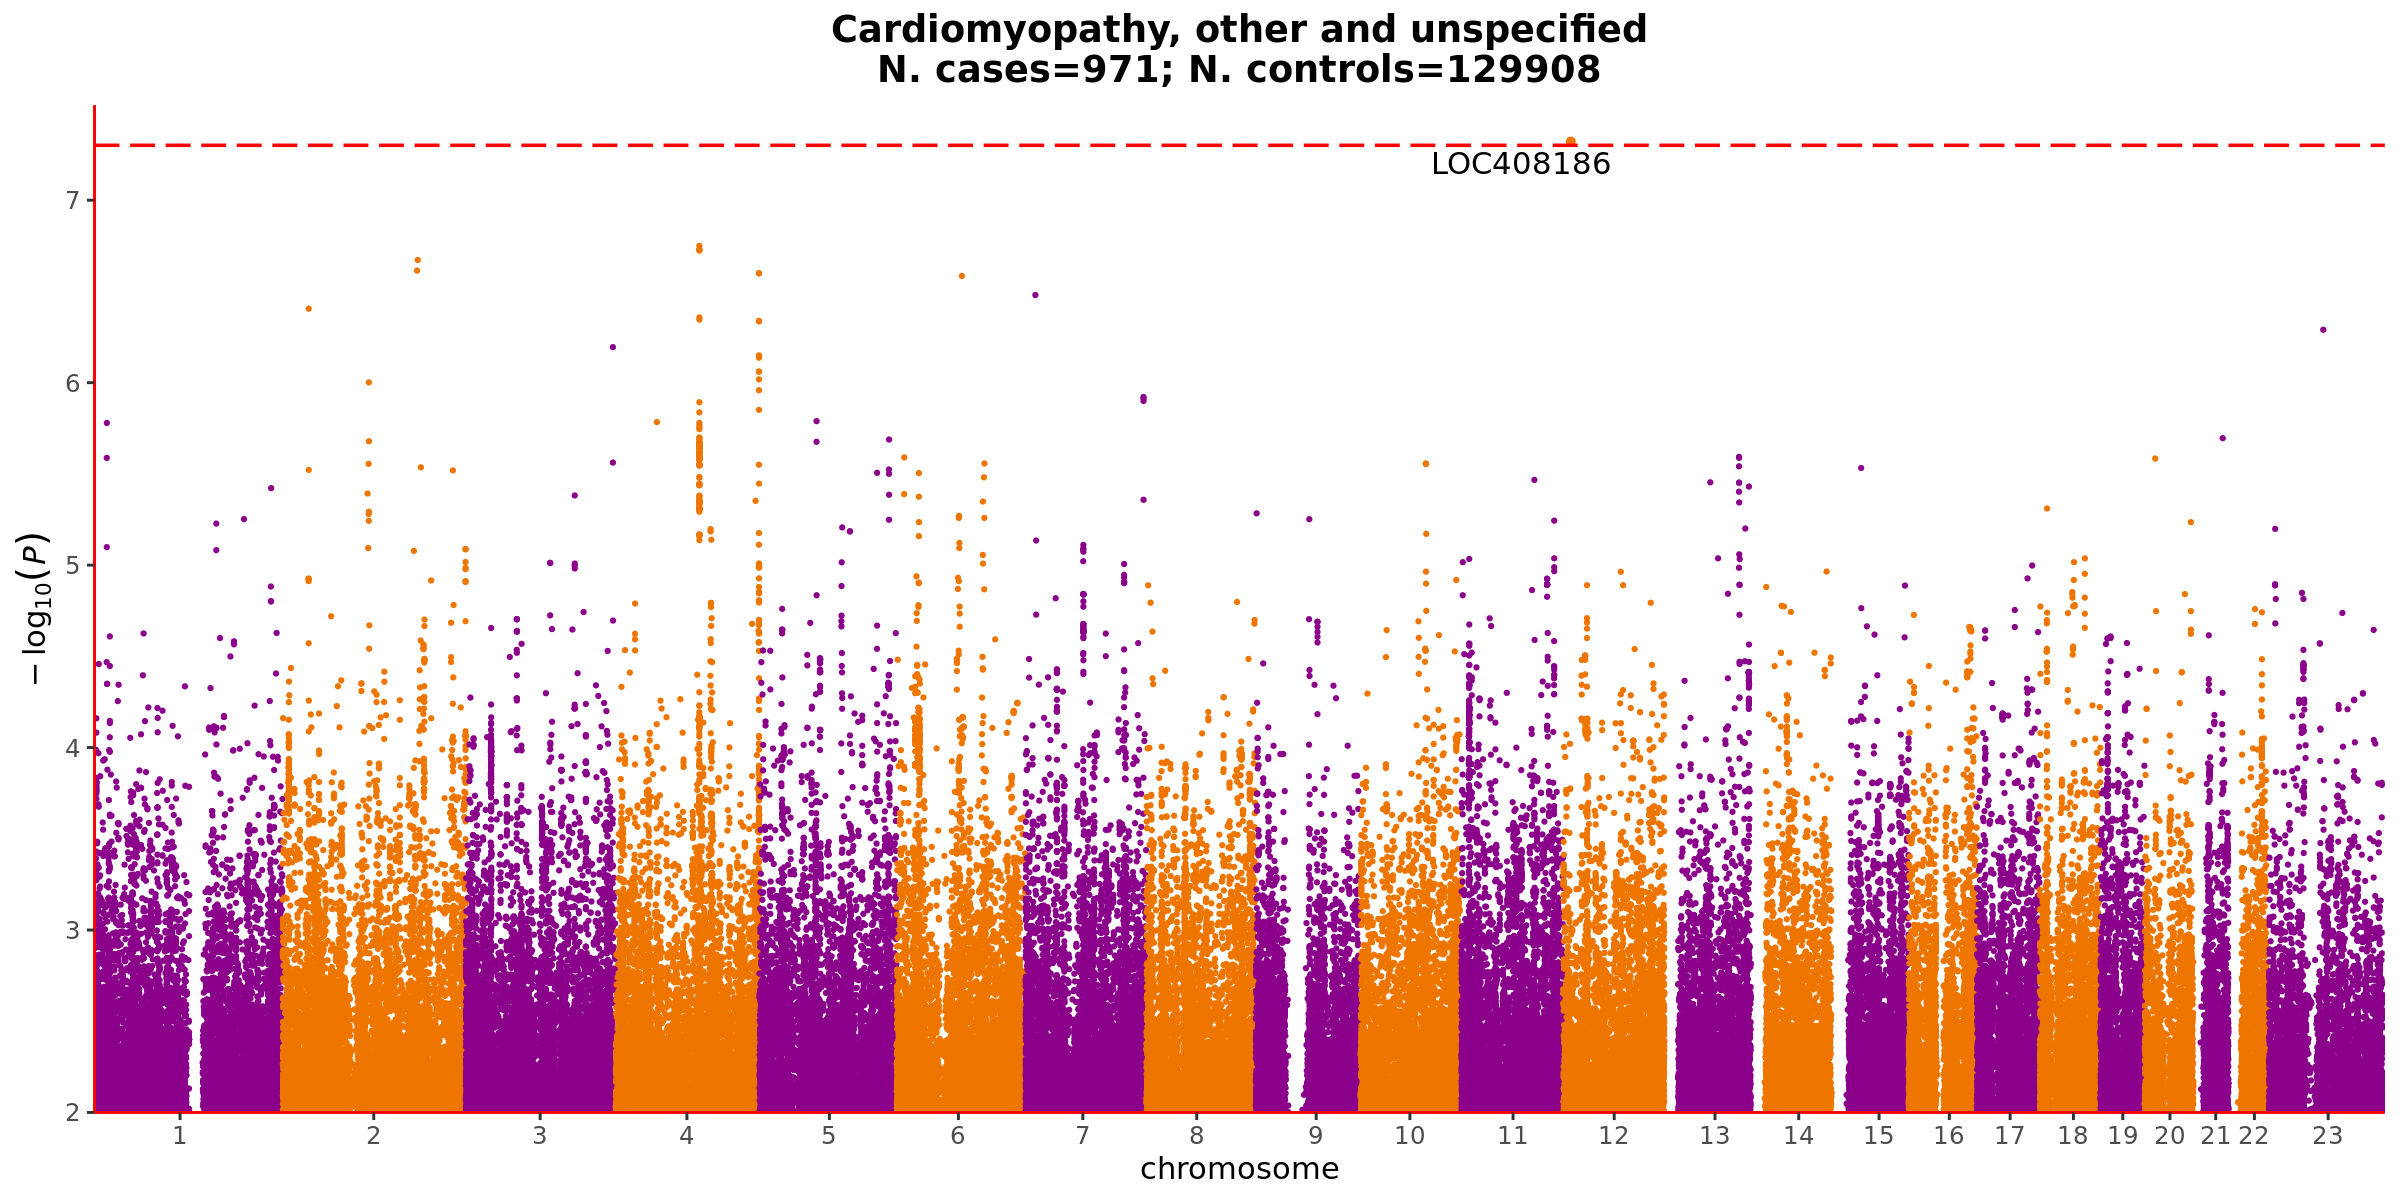 Cardiomyopathy, other and unspecified
N. cases=971; N. controls=129908
LOC408186
7
6
5
4
3
2
− log10(P)
1 2 3 4 5 6 7 8 9 10 11 12 13 14 15 16 17 18 19 20 21 22 23
chromosome